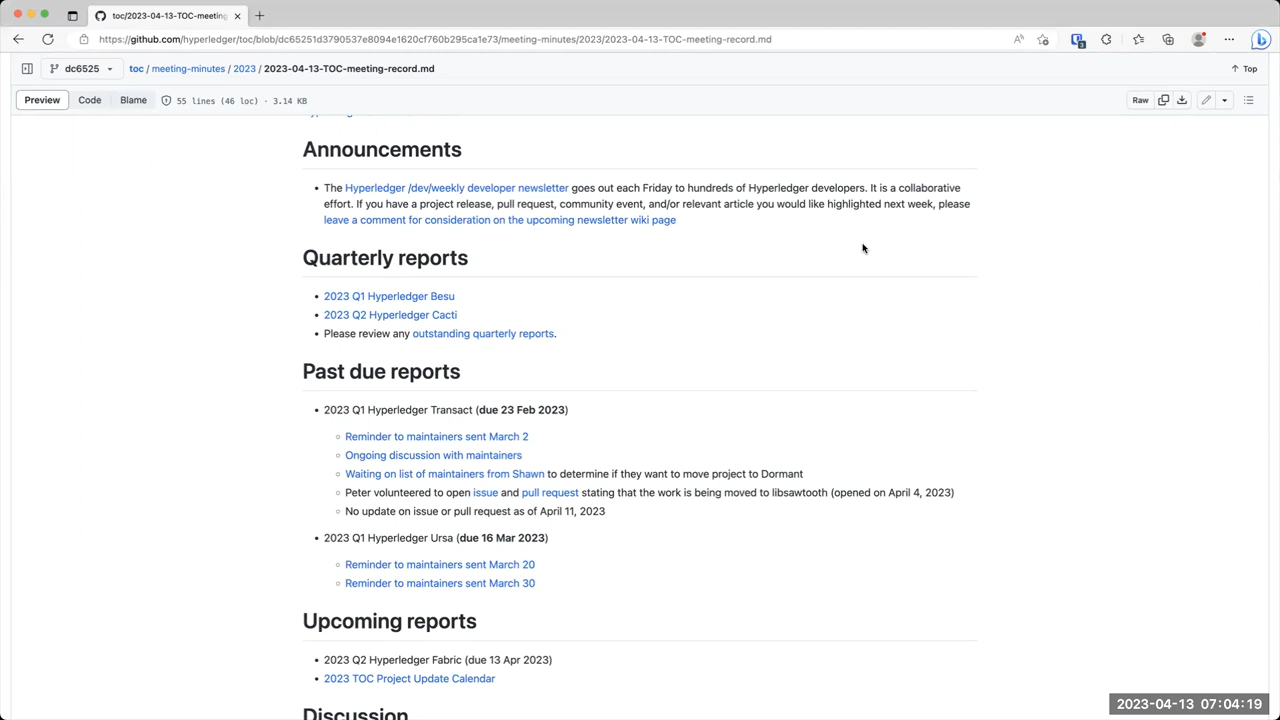 toc/2023-04-13-TOC-meeting
https://github.com/hyperledger/toc/blob/dc65251d3790537e8094e1620cf760b295ca1e73/meeting-minutes/2023/2023-04-13-TOC-meeting-record.md
dc6525 toc / meeting-minutes / 2023 / 2023-04-13-TOC-meeting-record.md Top
Preview Code Blame 55 lines (46 loc) · 3.14 KB Raw
Announcements
• The Hyperledger /dev/weekly developer newsletter goes out each Friday to hundreds of Hyperledger developers. It is a collaborative
effort. If you have a project release, pull request, community event, and/or relevant article you would like highlighted next week, please
leave a comment for consideration on the upcoming newsletter wiki page
Quarterly reports
• 2023 Q1 Hyperledger Besu
• 2023 Q2 Hyperledger Cacti
• Please review any outstanding quarterly reports.
Past due reports
• 2023 Q1 Hyperledger Transact (due 23 Feb 2023)
◦ Reminder to maintainers sent March 2
◦ Ongoing discussion with maintainers
◦ Waiting on list of maintainers from Shawn to determine if they want to move project to Dormant
◦ Peter volunteered to open issue and pull request stating that the work is being moved to libsawtooth (opened on April 4, 2023)
◦ No update on issue or pull request as of April 11, 2023
• 2023 Q1 Hyperledger Ursa (due 16 Mar 2023)
◦ Reminder to maintainers sent March 20
◦ Reminder to maintainers sent March 30
Upcoming reports
• 2023 Q2 Hyperledger Fabric (due 13 Apr 2023)
• 2023 TOC Project Update Calendar
Discussion
2023-04-13 07:04:19